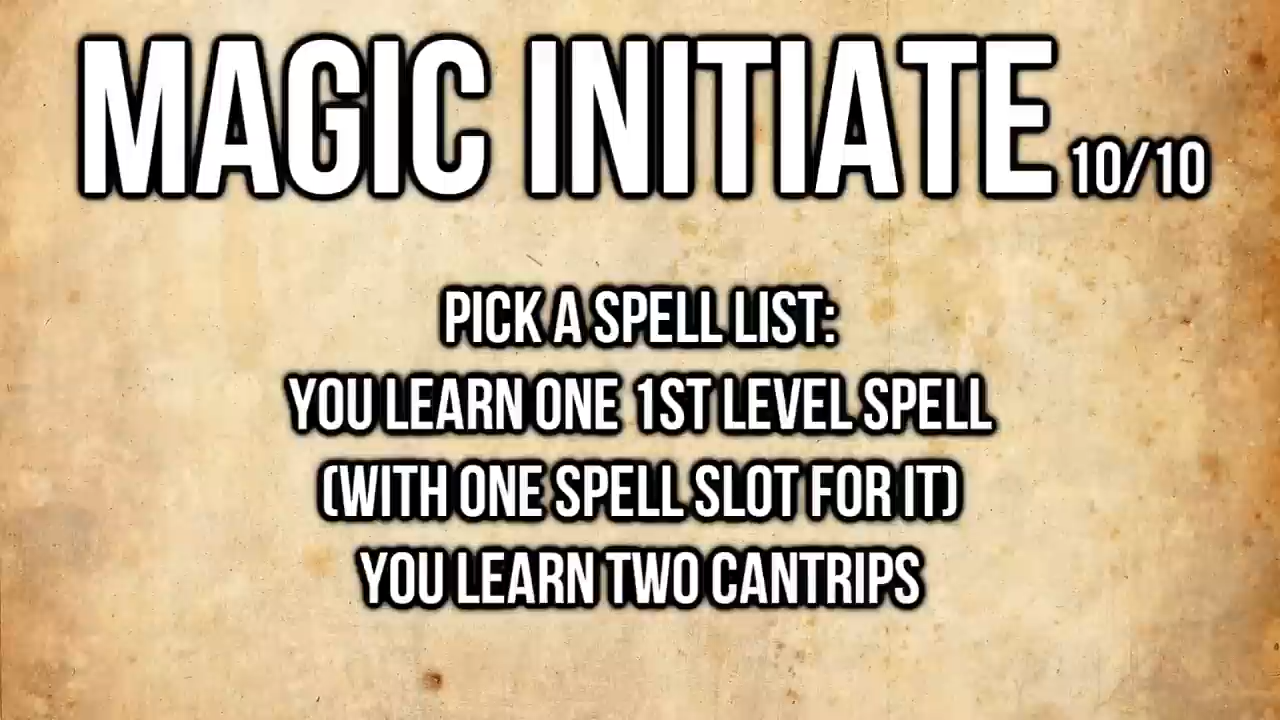 MAGIC INITIATE 10/10
PICK A SPELL LIST:
YOU LEARN ONE 1ST LEVEL SPELL
(WITH ONE SPELL SLOT FOR IT)
YOU LEARN TWO CANTRIPS